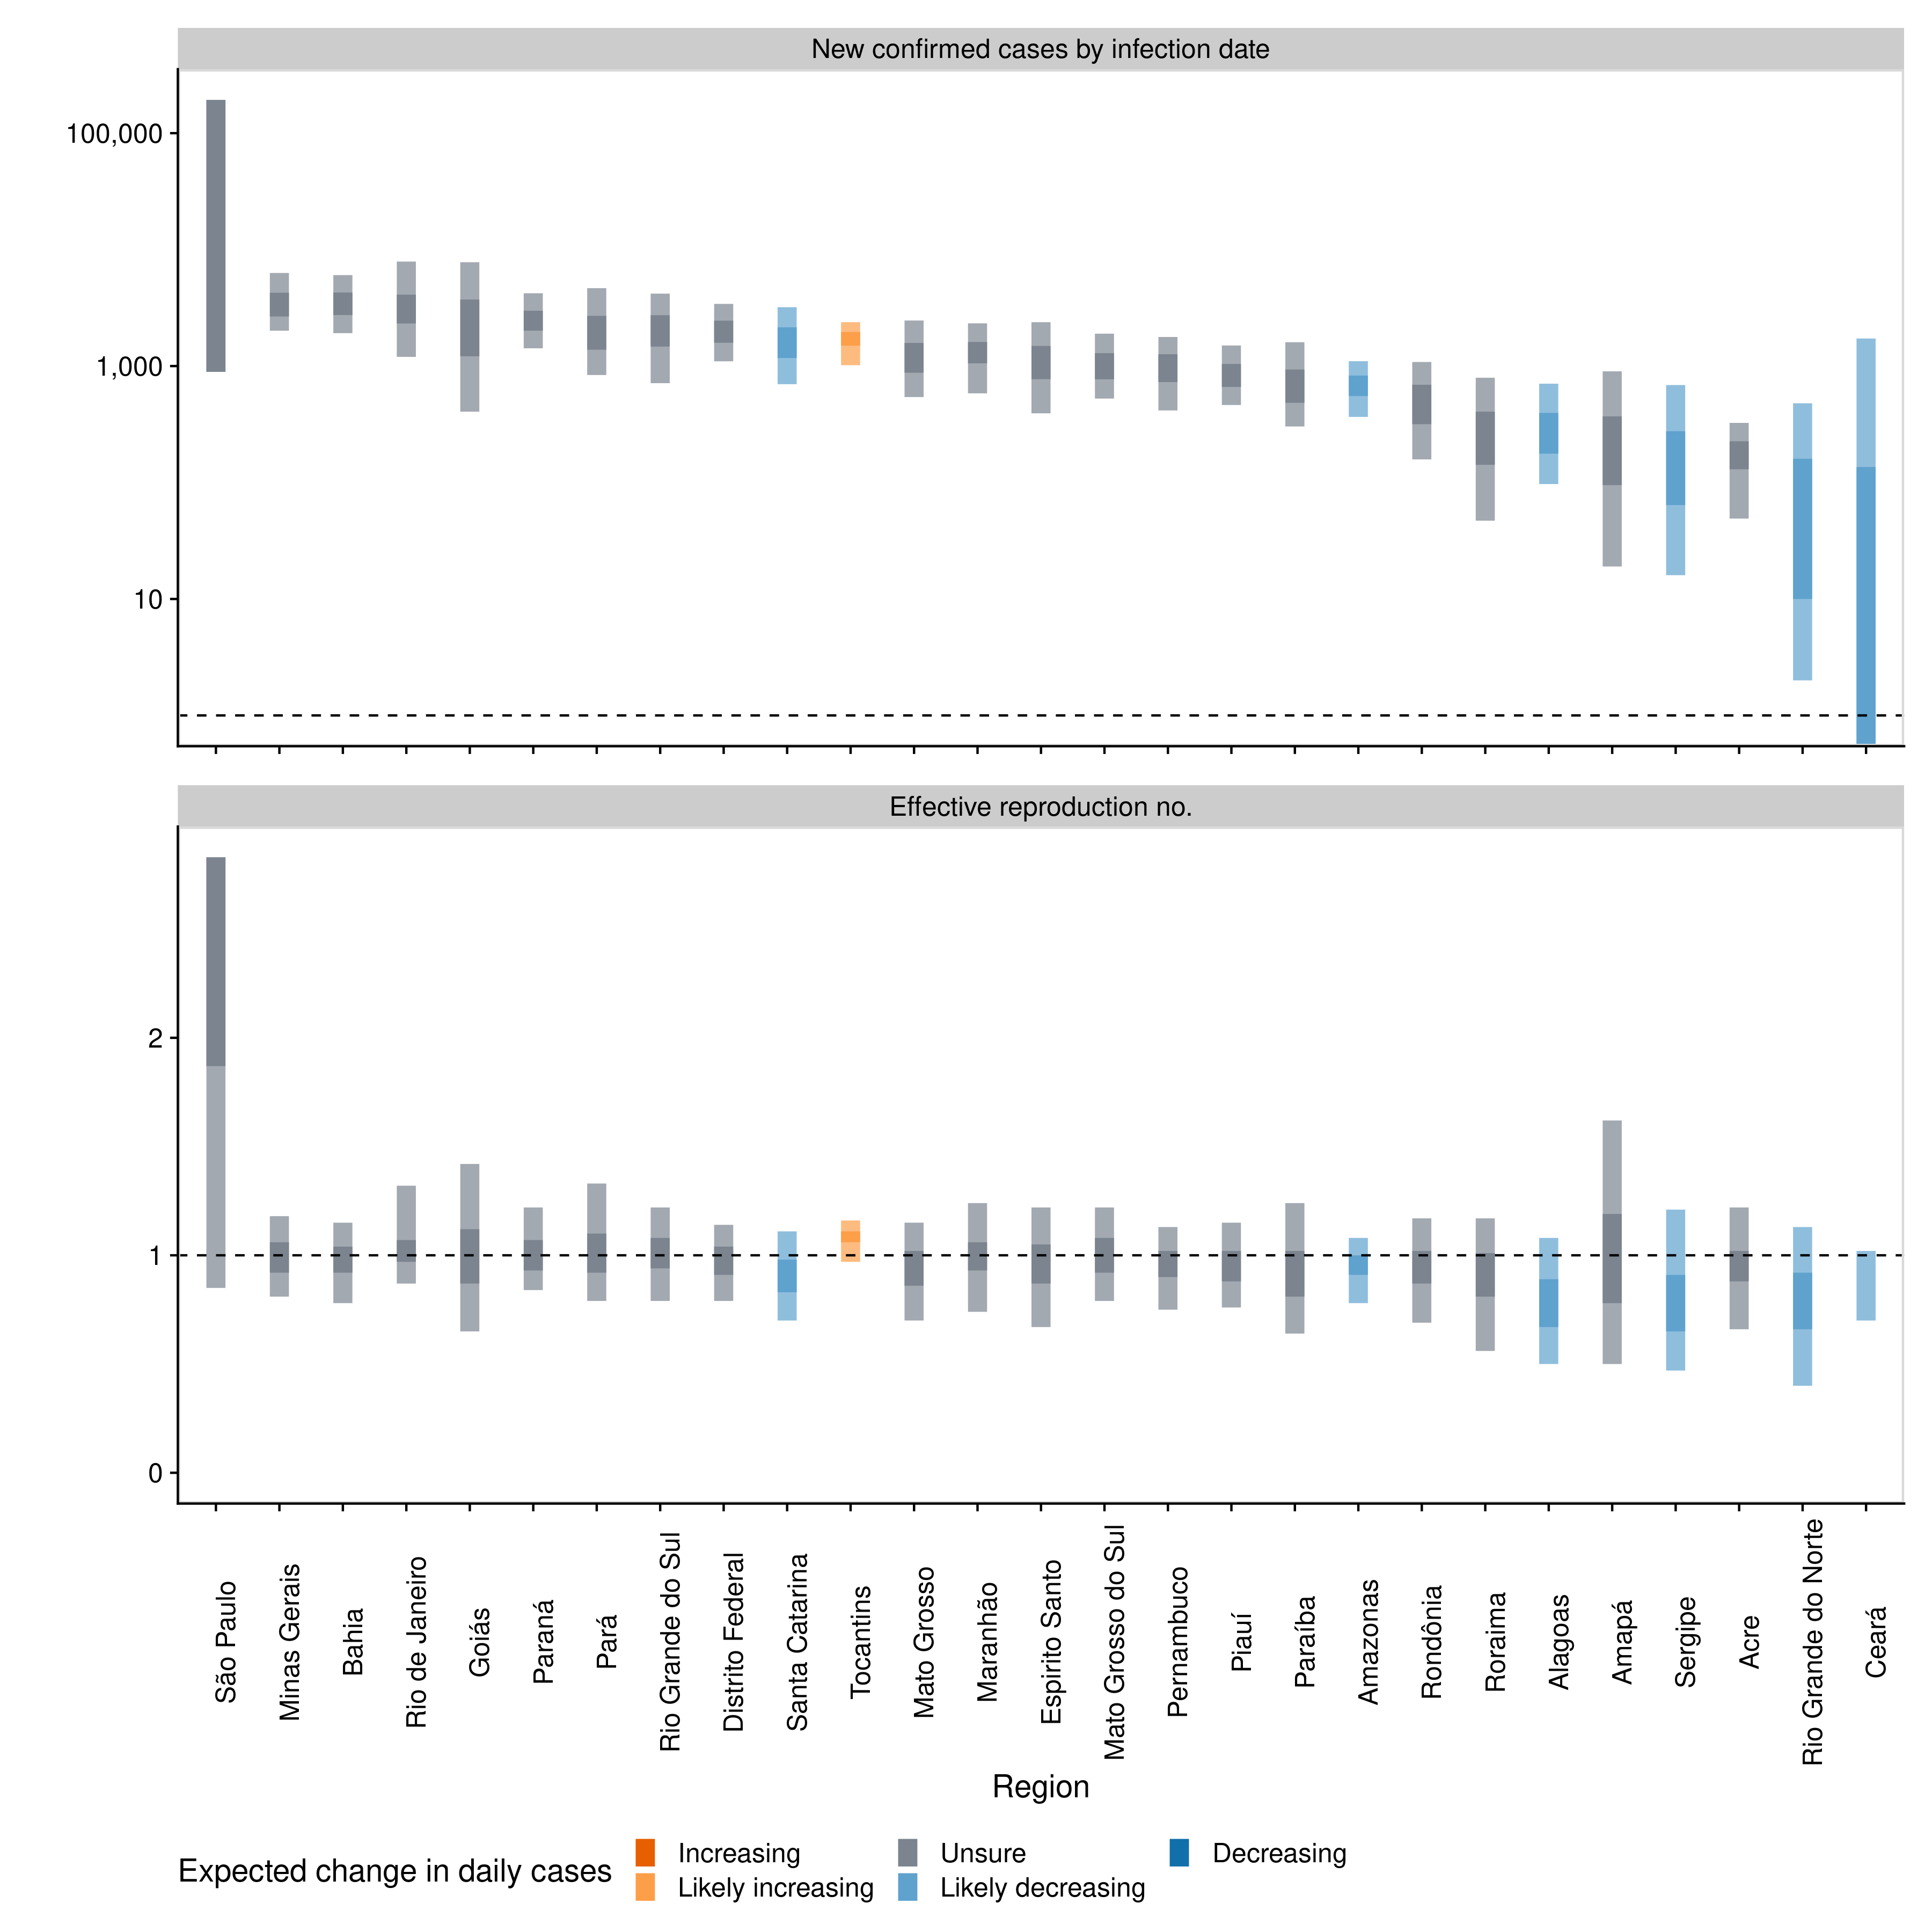 New confirmed cases by infection date
100,000
1,000
10
Effective reproduction no.
2
1
0
São Paulo
Minas Gerais
Bahia
Rio de Janeiro
Goiás
Paraná
Pará
Rio Grande do Sul
Distrito Federal
Santa Catarina
Tocantins
Mato Grosso
Maranhão
Espirito Santo
Mato Grosso do Sul
Pernambuco
Piauí
Paraíba
Amazonas
Rondônia
Roraima
Alagoas
Amapá
Sergipe
Acre
Rio Grande do Norte
Ceará
Region
Expected change in daily cases
Increasing
Likely increasing
Unsure
Likely decreasing
Decreasing